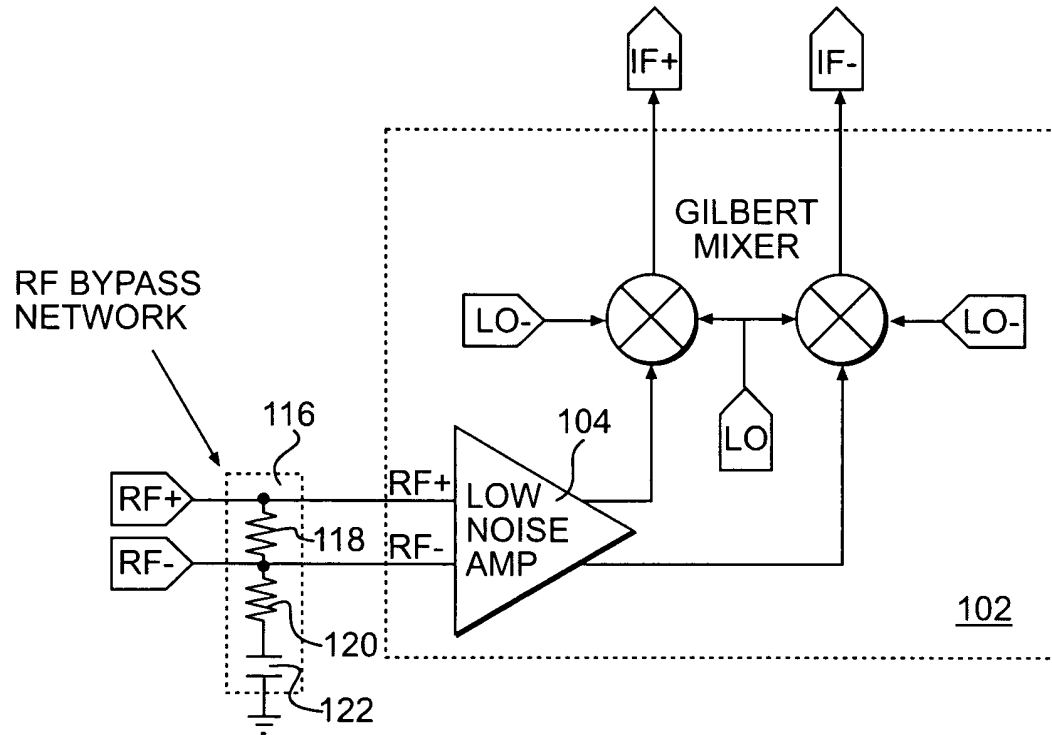 IF+
IF-
GILBERT
MIXER
RF BYPASS
NETWORK
LO-
LO-
LO
116
104
RF+
RF+
LOW
NOISE
AMP
118
RF-
RF-
120
122
102